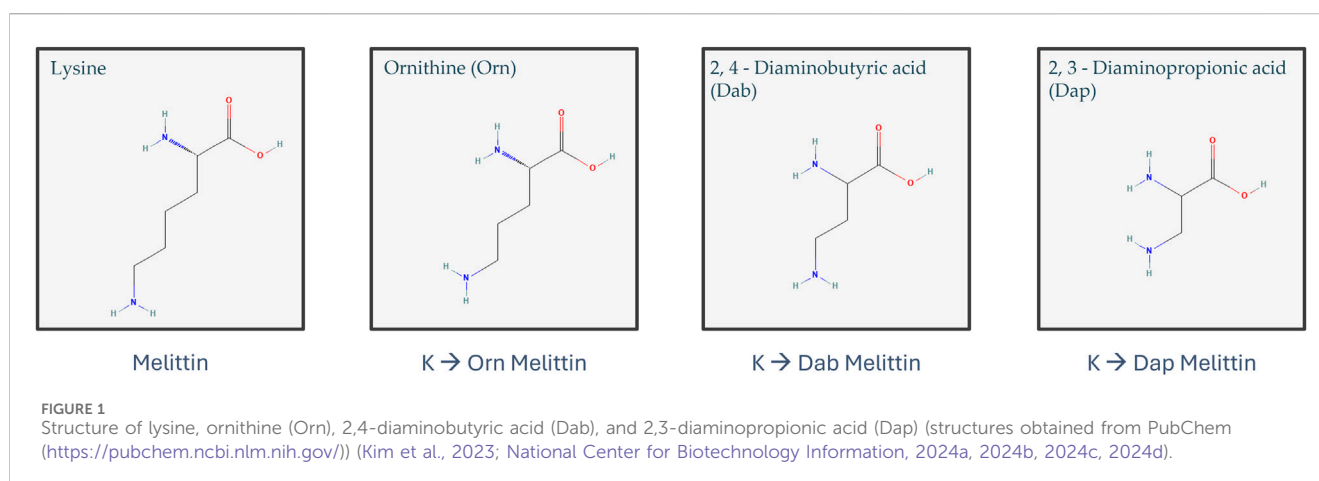 Lysine
Ornithine (Orn)
2, 4 - Diaminobutyric acid
(Dab)
2, 3 - Diaminopropionic acid
(Dap)
H
N
H
O
O
H
N
H
H
H
N
H
O
O
H
H
N
H
H
N
H
O
O
H
N
H
H
H
N
H
O
O
H
H
N
H
Melittin
K → Orn Melittin
K → Dab Melittin
K → Dap Melittin
FIGURE 1
Structure of lysine, ornithine (Orn), 2,4-diaminobutyric acid (Dab), and 2,3-diaminopropionic acid (Dap) (structures obtained from PubChem
(https://pubchem.ncbi.nlm.nih.gov/)) (Kim et al., 2023; National Center for Biotechnology Information, 2024a, 2024b, 2024c, 2024d).